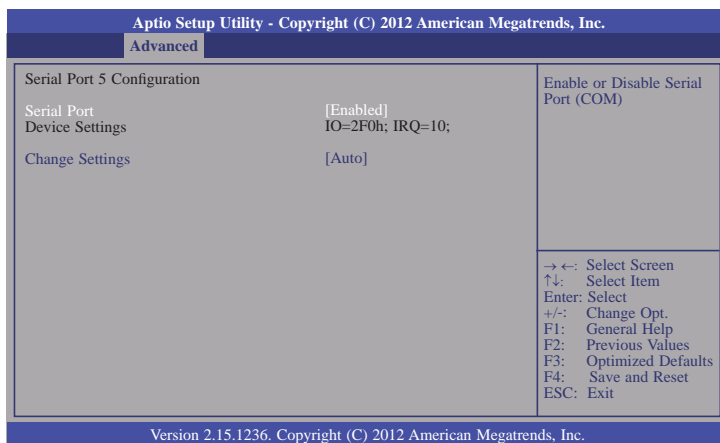 Aptio Setup Utility - Copyright (C) 2012 American Megatrends, Inc.
Advanced
Serial Port 5 Configuration
Serial Port [Enabled]
Device Settings IO=2F0h; IRQ=10;
Change Settings [Auto]
Enable or Disable Serial
Port (COM)
→ ←: Select Screen
↑↓: Select Item
Enter: Select
+/-: Change Opt.
F1: General Help
F2: Previous Values
F3: Optimized Defaults
F4: Save and Reset
ESC: Exit
Version 2.15.1236. Copyright (C) 2012 American Megatrends, Inc.